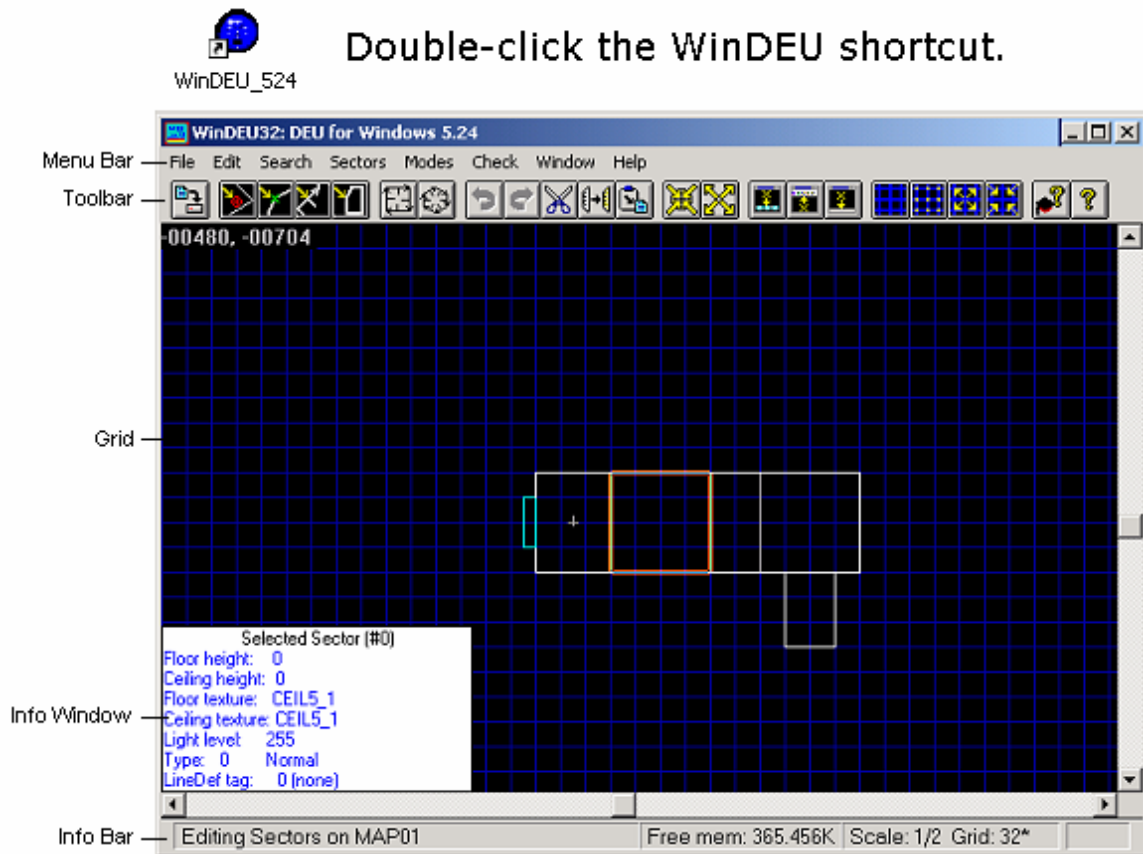 Double-click the WinDEU shortcut.
WinDEU_524
WinDEU32: DEU for Windows 5.24
Menu Bar
File Edit Search Sectors Modes Check Window Help
Toolbar
-00480, -00704
Grid
Selected Sector (#0)
Floor height: 0
Ceiling height: 0
Floor texture: CEIL5_1
Info Window
Ceiling texture: CEIL5_1
Light level: 255
Type: 0 Normal
LineDef tag: 0 (none)
Info Bar
Editing Sectors on MAP01 Free mem: 365.456K Scale: 1/2 Grid: 32*